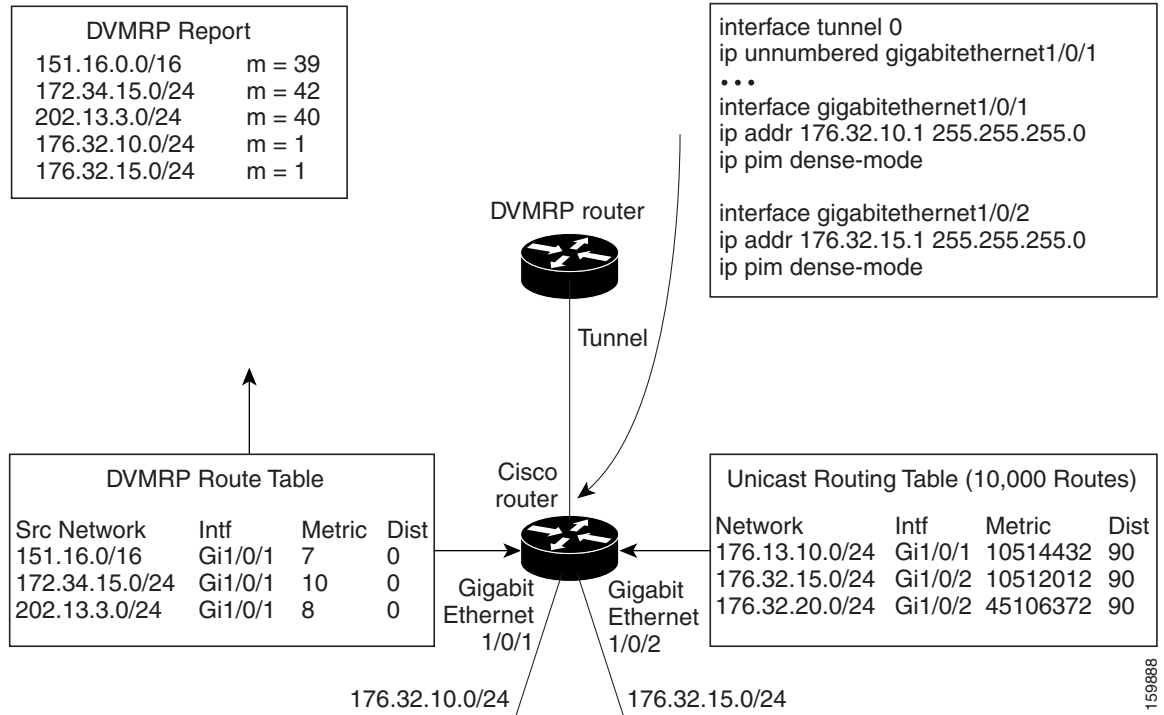 DVMRP Report
151.16.0.0/16 m = 39
172.34.15.0/24 m = 42
202.13.3.0/24 m = 40
176.32.10.0/24 m = 1
176.32.15.0/24 m = 1
interface tunnel 0
ip unnumbered gigabitethernet1/0/1
• • •
interface gigabitethernet1/0/1
ip addr 176.32.10.1 255.255.255.0
ip pim dense-mode
interface gigabitethernet1/0/2
ip addr 176.32.15.1 255.255.255.0
ip pim dense-mode
DVMRP router
Tunnel
Cisco
router
DVMRP Route Table
Src Network Intf Metric Dist
151.16.0/16 Gi1/0/1 7 0
172.34.15.0/24 Gi1/0/1 10 0
202.13.3.0/24 Gi1/0/1 8 0
Gigabit
Ethernet
1/0/1
Gigabit
Ethernet
1/0/2
Unicast Routing Table (10,000 Routes)
Network Intf Metric Dist
176.13.10.0/24 Gi1/0/1 10514432 90
176.32.15.0/24 Gi1/0/2 10512012 90
176.32.20.0/24 Gi1/0/2 45106372 90
176.32.10.0/24
176.32.15.0/24
159888